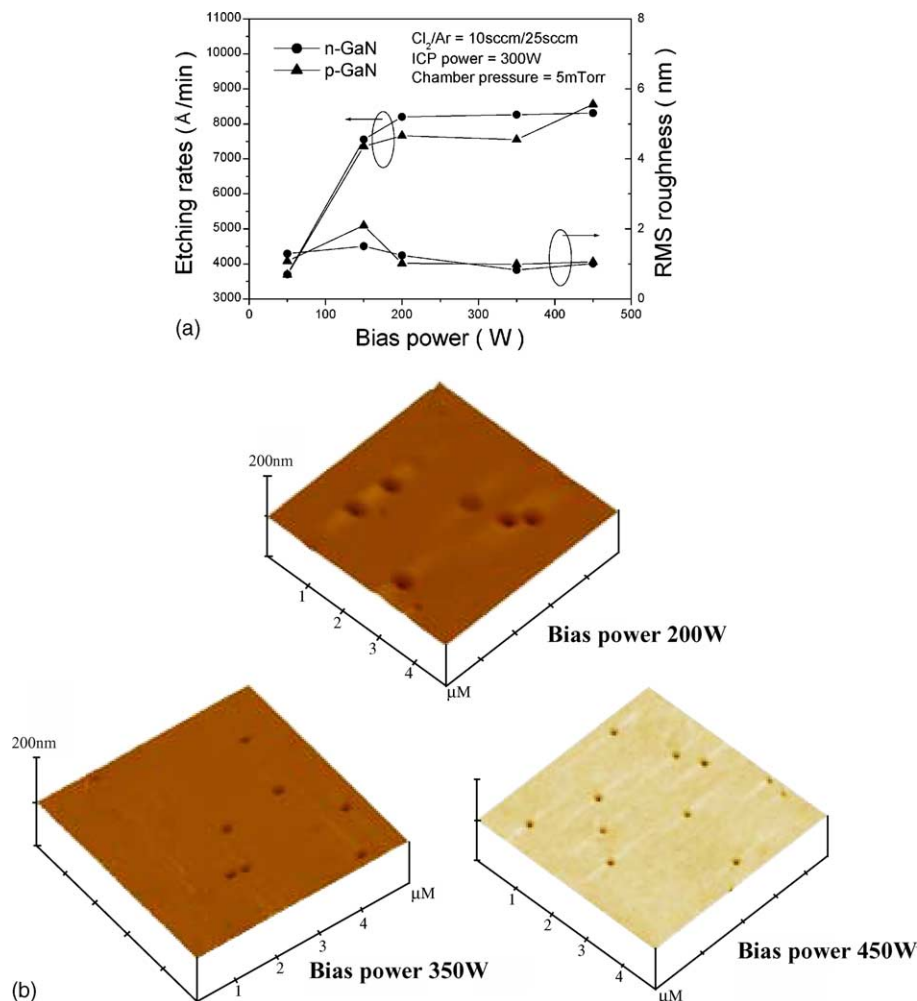 11000
10000
9000
8000
7000
6000
5000
4000
3000
Etching rates ( Å/min )
n-GaN
p-GaN
Cl2/Ar = 10sccm/25sccm
ICP power = 300W
Chamber pressure = 5mTorr
8
6
4
2
0
RMS roughness ( nm )
0 100 200 300 400 500
Bias power ( W )
(a)
200nm
1
2
3
4
µM
Bias power 200W
200nm
1
2
3
4
µM
Bias power 350W
1
2
3
4
µM
Bias power 450W
(b)